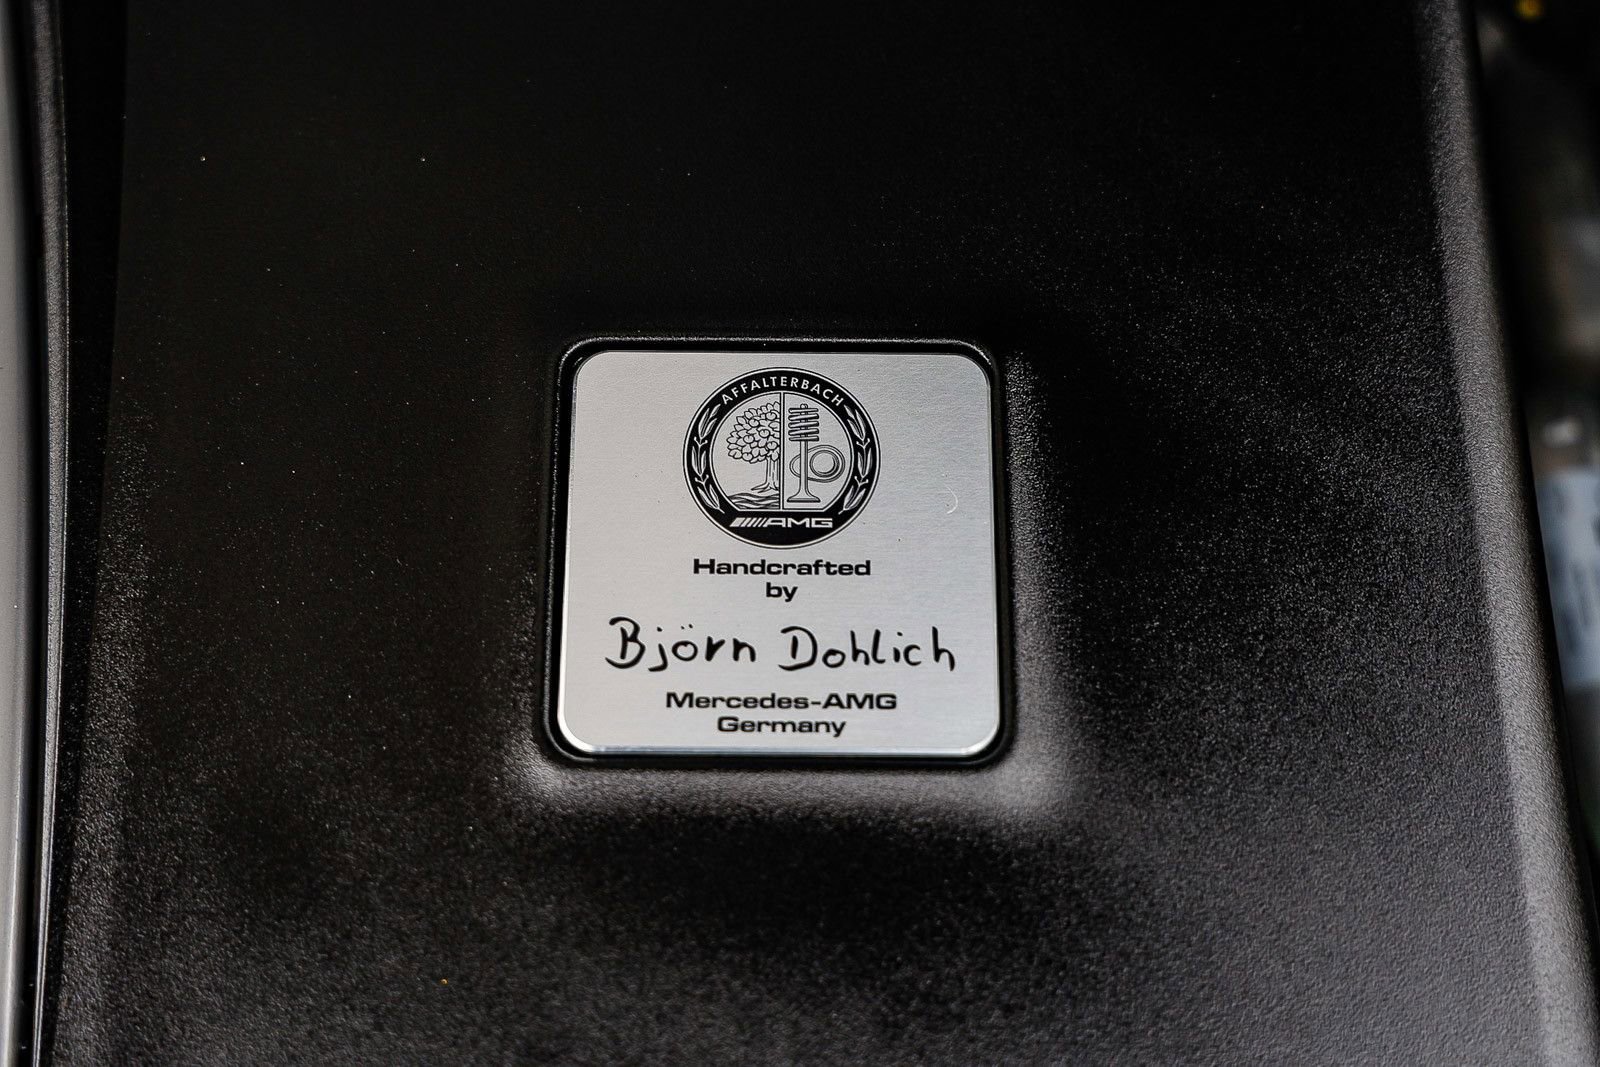 AFFALTERBACH
AMG
Handcrafted
by
Björn Dohlich
Mercedes-AMG
Germany